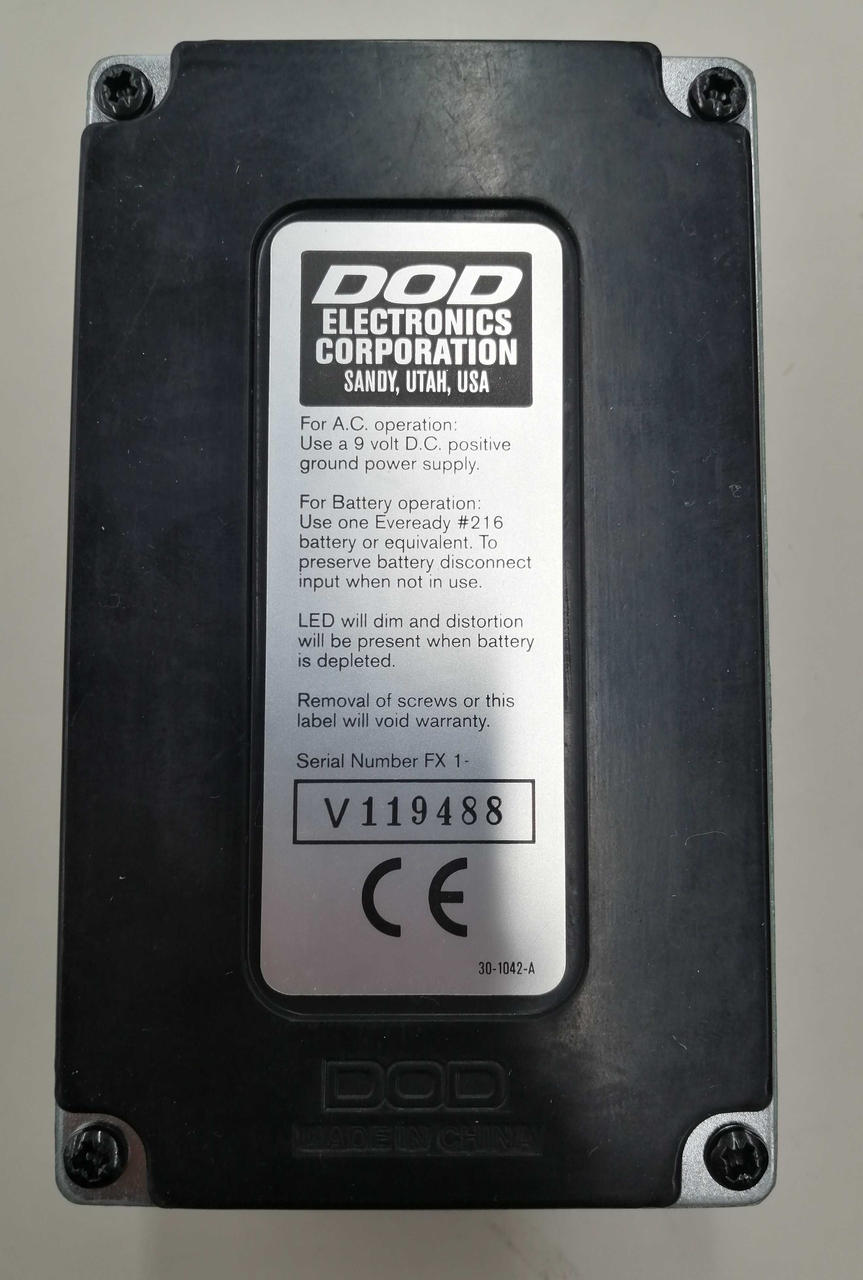 DOD
ELECTRONICS
CORPORATION
SANDY, UTAH, USA
For A.C. operation:
Use a 9 volt D.C. positive
ground power supply.
For Battery operation:
Use one Eveready #216
battery or equivalent. To
preserve battery disconnect
input when not in use.
LED will dim and distortion
will be present when battery
is depleted.
Removal of screws or this
label will void warranty.
Serial Number FX 1-
V119488
CE
30-1042-A
DOD
MADE IN CHINA